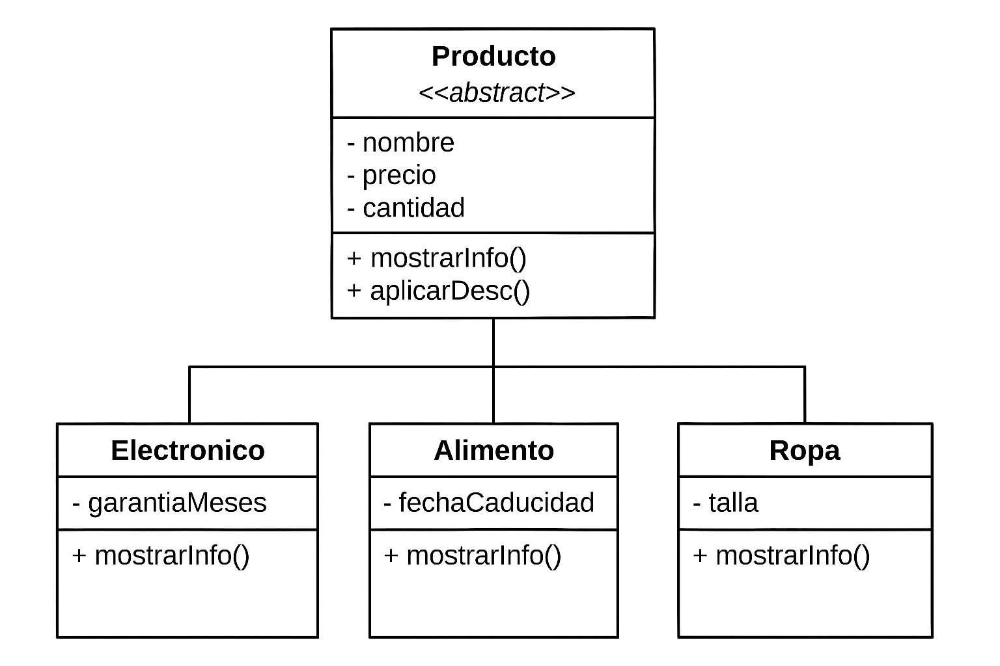 Producto
<<abstract>>
- nombre
- precio
- cantidad
+ mostrarInfo()
+ aplicarDesc()
Electronico
- garantiaMeses
+ mostrarInfo()
Alimento
- fechaCaducidad
+ mostrarInfo()
Ropa
- talla
+ mostrarInfo()